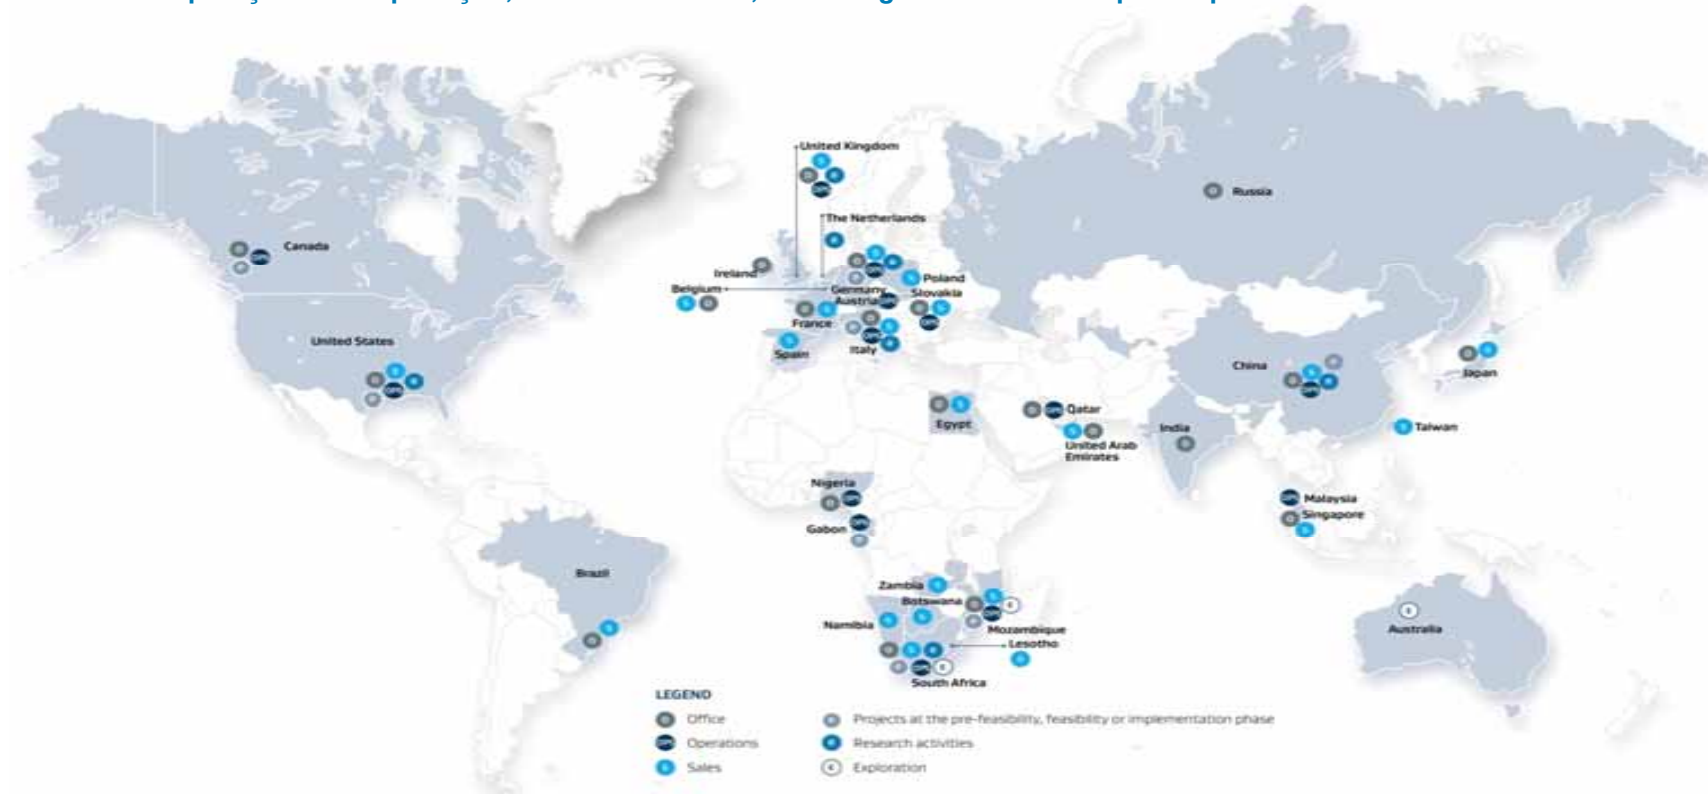 United Kingdom
The Netherlands
Russia
Canada
Ireland
Belgium
Germany
Poland
Austria
Slovakia
France
Italy
Spain
United States
China
Japan
Egypt
Qatar
India
Taiwan
United Arab
Emirates
Nigeria
Gabon
Malaysia
Singapore
Brazil
Zambia
Botswana
Namibia
Mozambique
Lesotho
South Africa
Australia
LEGEND
Office
Projects at the pre-feasibility, feasibility or implementation phase
Operations
Research activities
Sales
Exploration